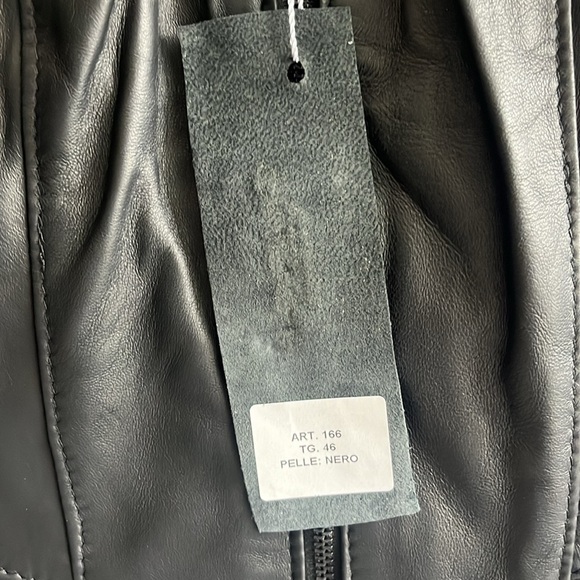 ART. 166
TG. 46
PELLE: NERO